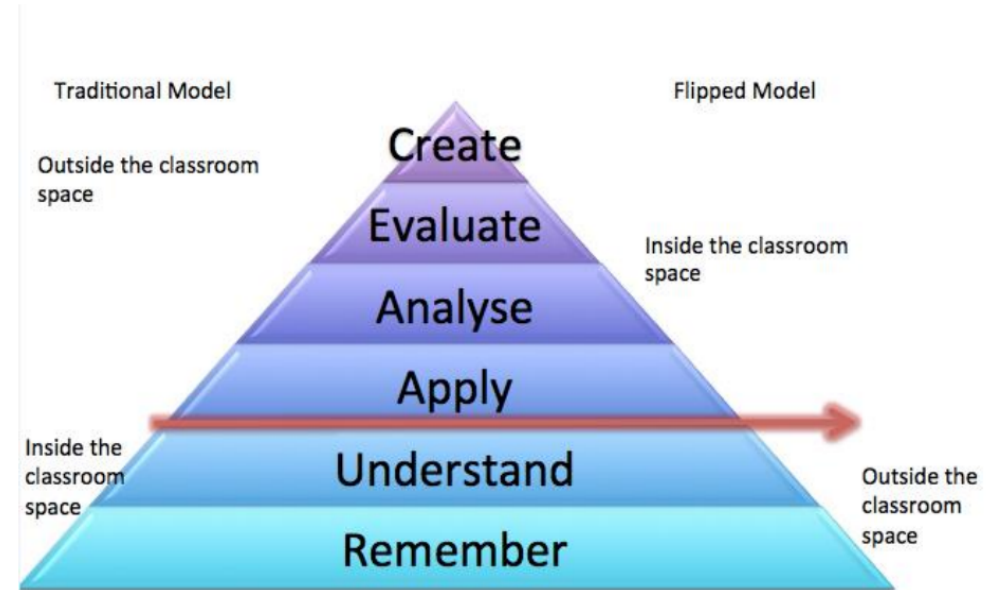 Traditional Model
Flipped Model
Create
Outside the classroom
space
Evaluate
Inside the classroom
space
Analyse
Apply
Inside the
classroom
space
Understand
Outside the
classroom
space
Remember